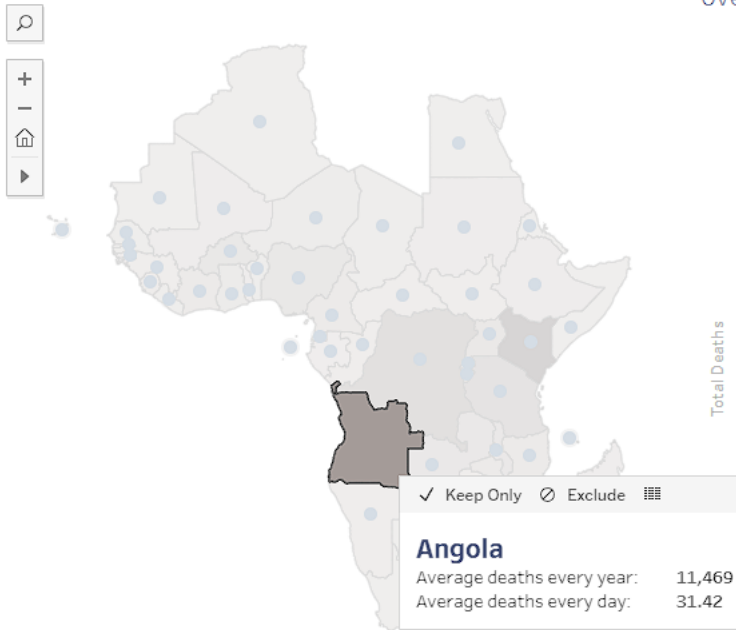 Total Deaths
Keep Only Exclude
Angola
Average deaths every year: 11,469
Average deaths every day: 31.42